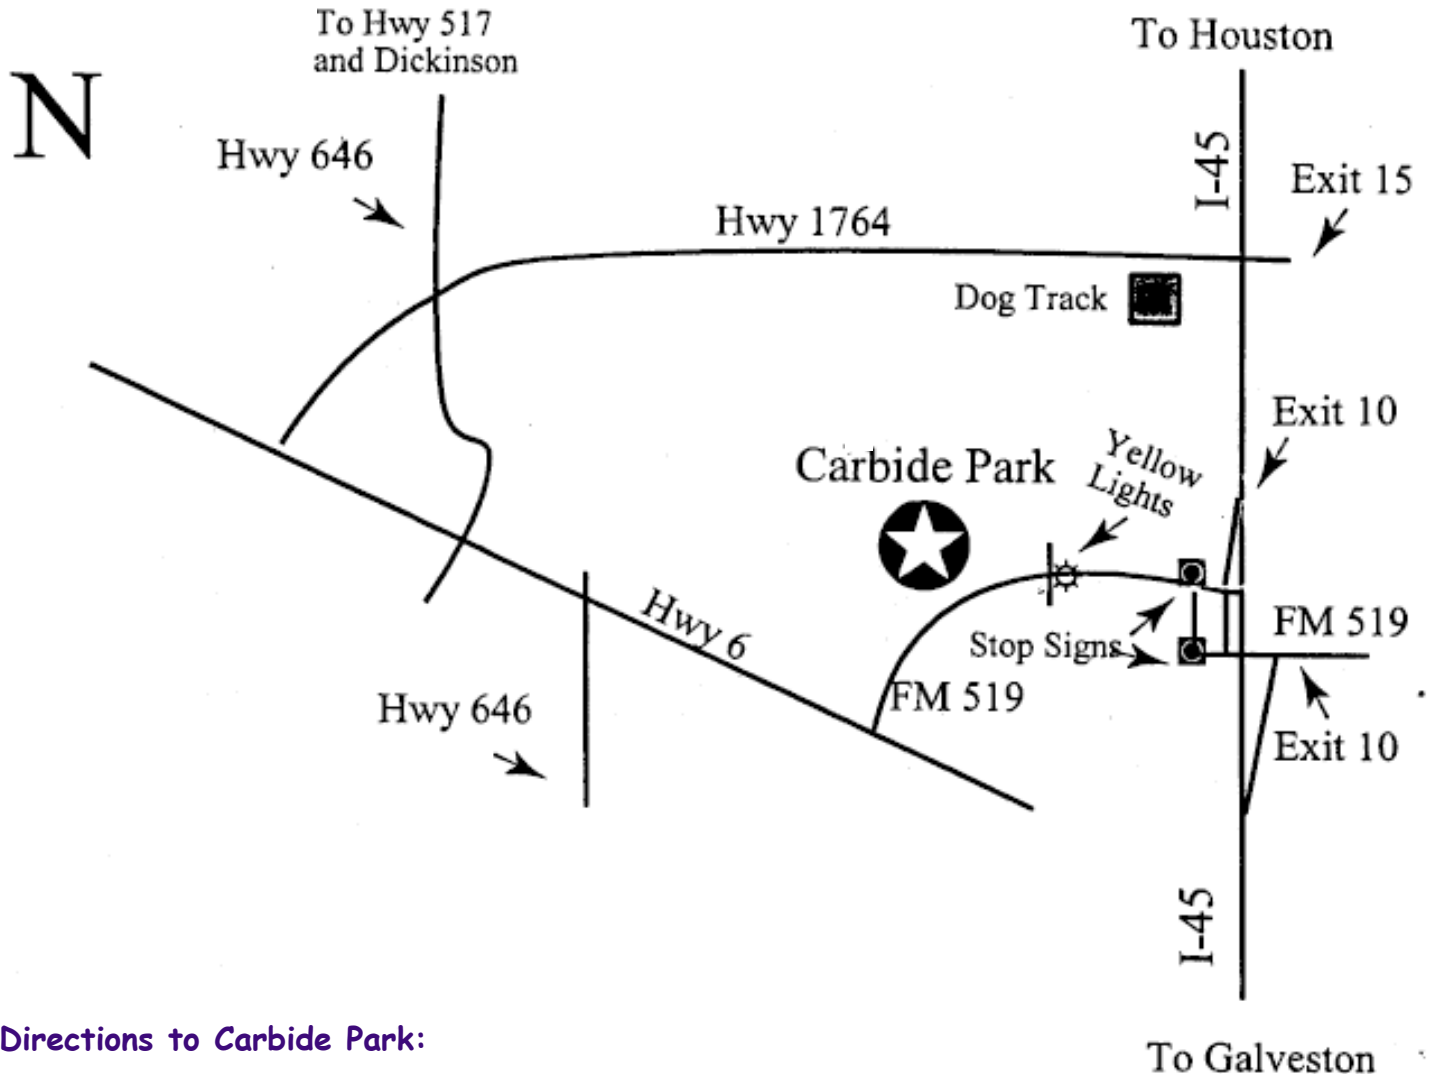 To Hwy 517
and Dickinson
To Houston
N
Hwy 646
I-45
Exit 15
Hwy 1764
Dog Track
Exit 10
Carbide Park
Yellow
Lights
Hwy 6
FM 519
Stop Signs
FM 519
Hwy 646
Exit 10
I-45
Directions to Carbide Park:
To Galveston